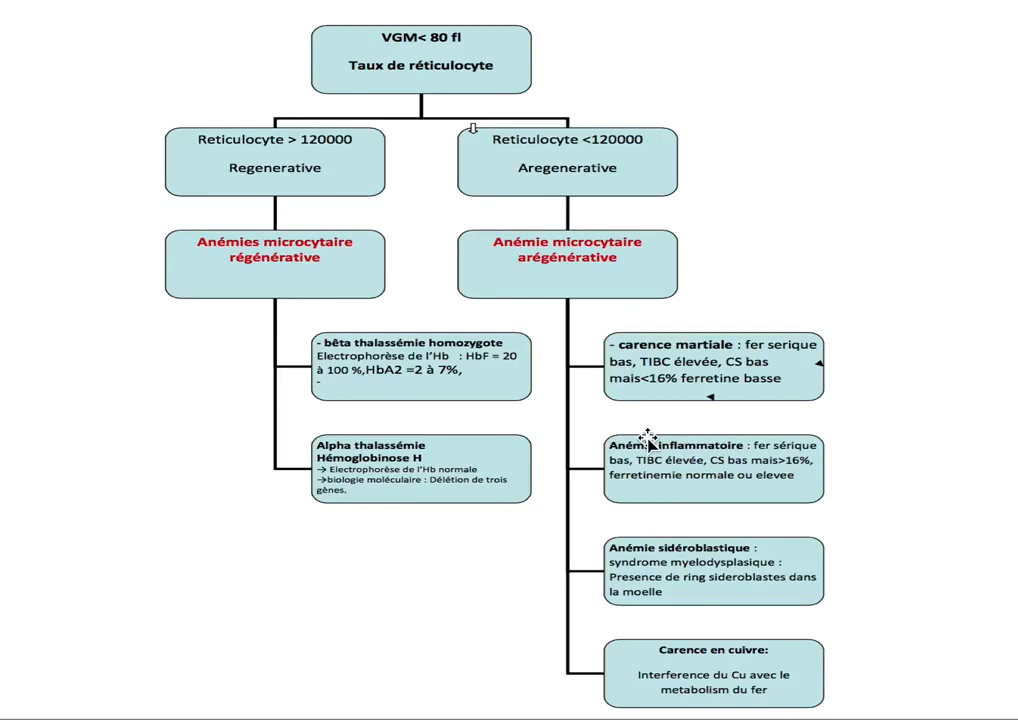 VGM< 80 fl
Taux de réticulocyte
Reticulocyte > 120000
Regenerative
Reticulocyte <120000
Aregenerative
Anémies microcytaire
régénérative
Anémie microcytaire
arégénérative
- bêta thalassémie homozygote
Electrophorèse de l'Hb : HbF = 20
à 100 %,HbA2 =2 à 7%,
-
Alpha thalassémie
Hémoglobinose H
→ Electrophorèse de l'Hb normale
→biologie moléculaire : Délétion de trois
gènes.
- carence martiale : fer serique
bas, TIBC élevée, CS bas
mais<16% ferretine basse
Anémie inflammatoire : fer sérique
bas, TIBC élevée, CS bas mais>16%,
ferretinemie normale ou elevee
Anémie sidéroblastique :
syndrome myelodysplasique :
Presence de ring sideroblastes dans
la moelle
Carence en cuivre:
Interference du Cu avec le
metabolism du fer